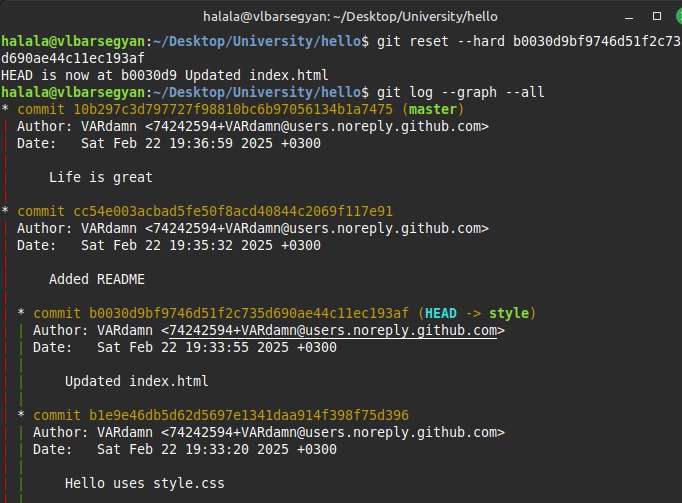 halala@vlbarsegyan: ~/Desktop/University/hello
halala@vlbarsegyan:~/Desktop/University/hello$ git reset --hard b0030d9bf9746d51f2c73
d690ae44c11ec193af
HEAD is now at b0030d9 Updated index.html
halala@vlbarsegyan:~/Desktop/University/hello$ git log --graph --all
* commit 10b297c3d797727f98810bc6b97056134b1a7475 (master)
| Author: VARdamn <74242594+VARdamn@users.noreply.github.com>
| Date:   Sat Feb 22 19:36:59 2025 +0300
|
|     Life is great
|
* commit cc54e003acbad5fe50f8acd40844c2069f117e91
| Author: VARdamn <74242594+VARdamn@users.noreply.github.com>
| Date:   Sat Feb 22 19:35:32 2025 +0300
|
|     Added README
|
| * commit b0030d9bf9746d51f2c735d690ae44c11ec193af (HEAD -> style)
| | Author: VARdamn <74242594+VARdamn@users.noreply.github.com>
| | Date:   Sat Feb 22 19:33:55 2025 +0300
| |
| |     Updated index.html
| |
| * commit b1e9e46db5d62d5697e1341daa914f398f75d396
| | Author: VARdamn <74242594+VARdamn@users.noreply.github.com>
| | Date:   Sat Feb 22 19:33:20 2025 +0300
| |
| |     Hello uses style.css
| |